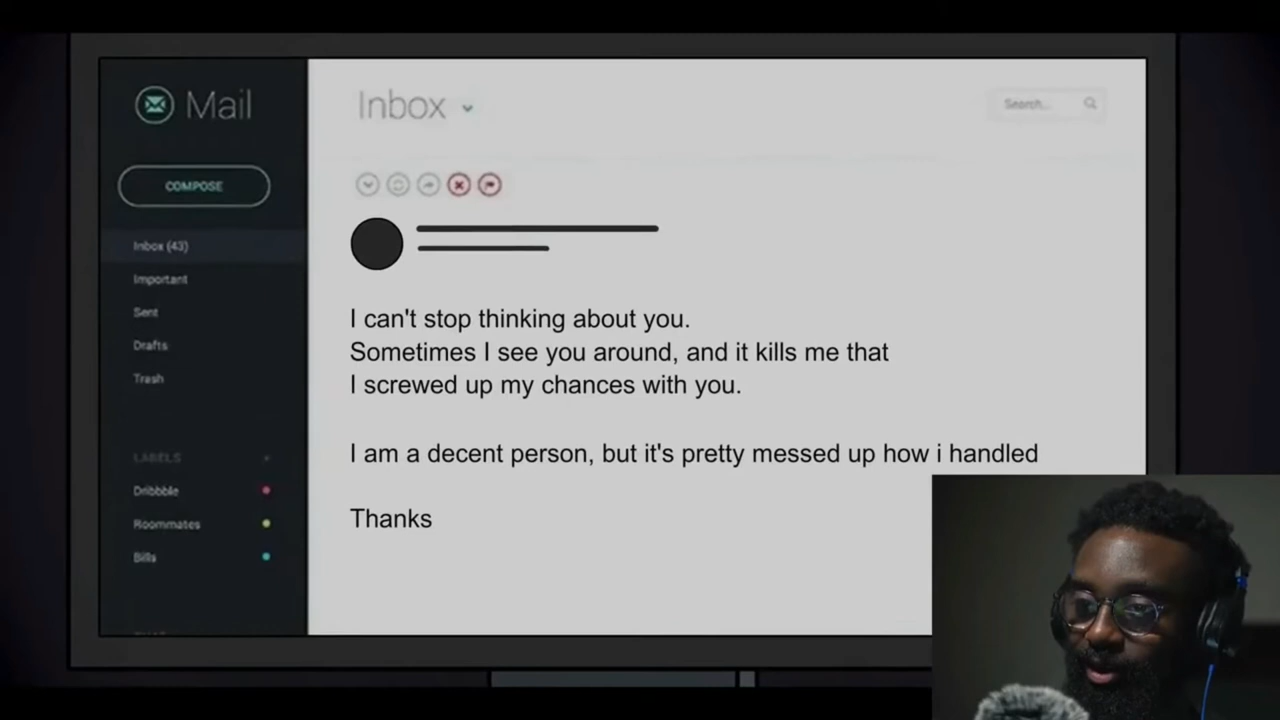 Mail
Inbox
Search...
COMPOSE
Inbox (43)
Important
Sent
Drafts
Trash
LABELS
Dribbble
Roommates
Bills
I can't stop thinking about you.
Sometimes I see you around, and it kills me that
I screwed up my chances with you.
I am a decent person, but it's pretty messed up how i handled
Thanks